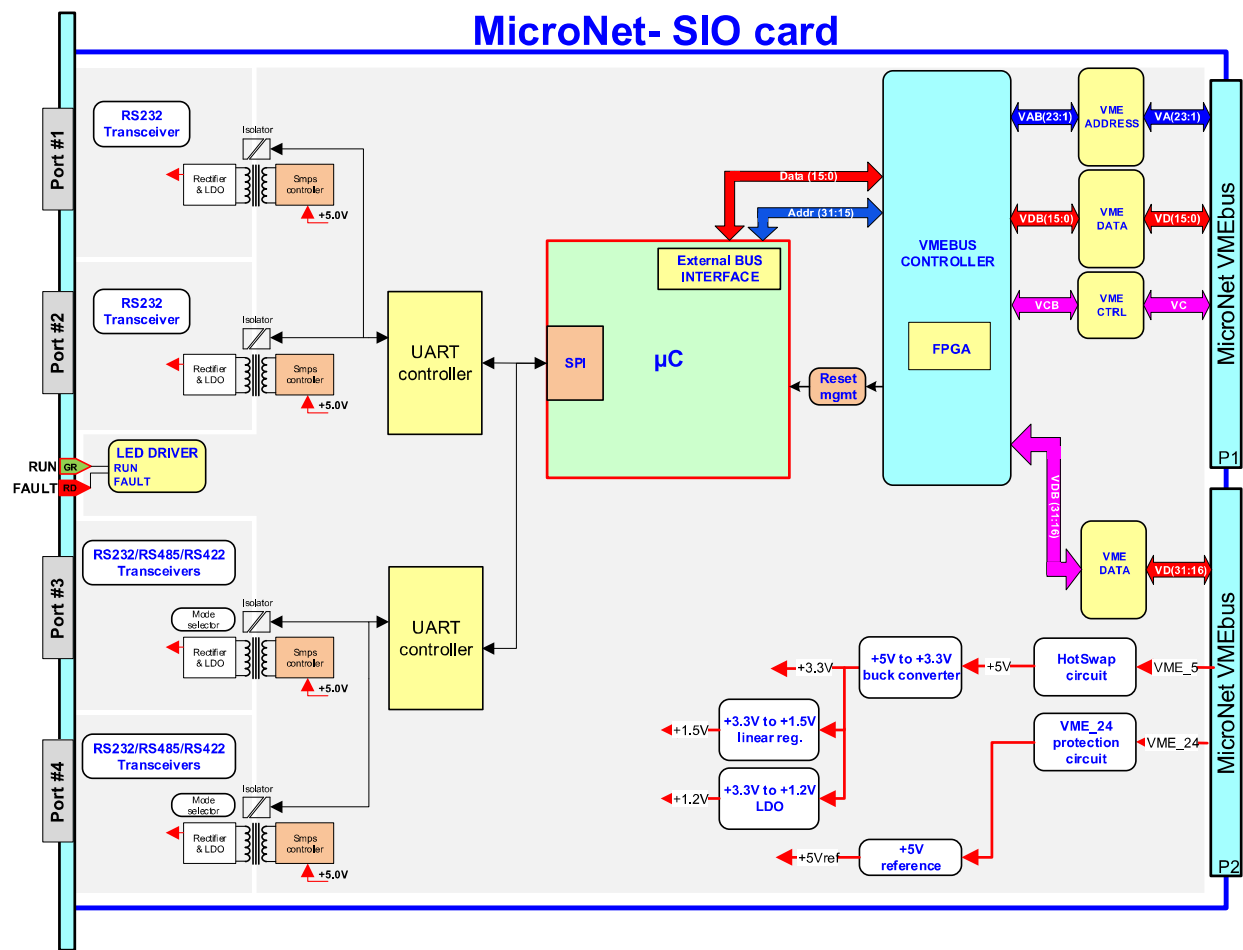 MicroNet- SIO card
Port #1
RS232
Transceiver
Isolator
Rectifier
& LDO
Smps
controller
+5.0V
Port #2
RS232
Transceiver
Isolator
Rectifier
& LDO
Smps
controller
+5.0V
RUN
GR
FAULT
RD
LED DRIVER
RUN
FAULT
Port #3
RS232/RS485/RS422
Transceivers
Mode
selector
Isolator
Rectifier
& LDO
Smps
controller
+5.0V
Port #4
RS232/RS485/RS422
Transceivers
Mode
selector
Isolator
Rectifier
& LDO
Smps
controller
+5.0V
UART
controller
UART
controller
SPI
µC
External BUS
INTERFACE
Data (15:0)
Addr (31:15)
Reset
mgmt
VMEBUS
CONTROLLER
FPGA
VAB(23:1)
VME
ADDRESS
VA(23:1)
VDB(15:0)
VME
DATA
VD(15:0)
VCB
VME
CTRL
VC
MicroNet VMEbus
P1
VDB (31:16)
VME
DATA
VD(31:16)
MicroNet VMEbus
P2
+3.3V
+5V to +3.3V
buck converter
+5V
HotSwap
circuit
VME_5
+1.5V
+3.3V to +1.5V
linear reg.
VME_24
protection
circuit
VME_24
+1.2V
+3.3V to +1.2V
LDO
+5Vref
+5V
reference